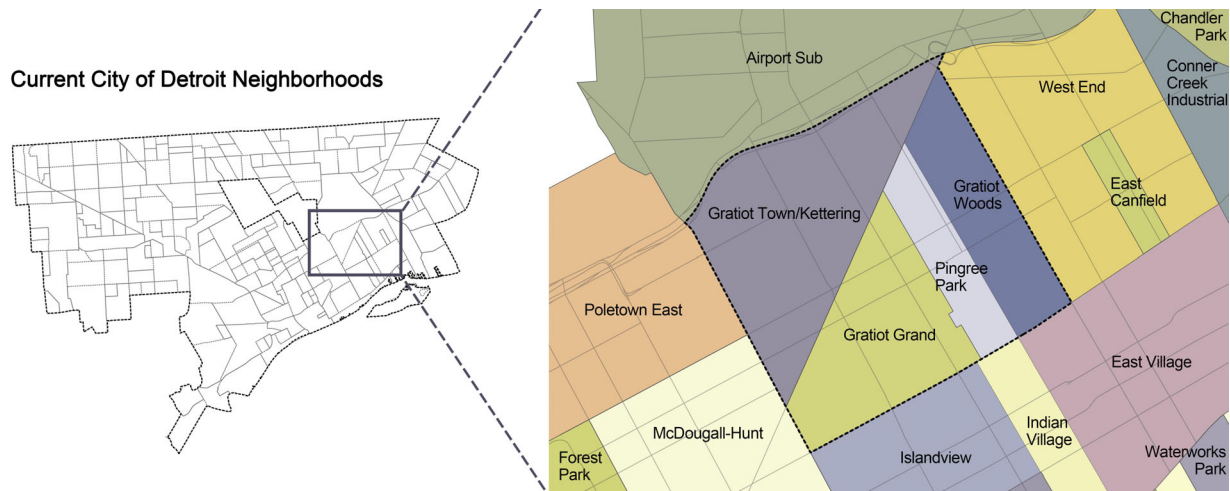 Current City of Detroit Neighborhoods
Airport Sub
Chandler
Park
West End
Conner
Creek
Industrial
Gratiot Town/Kettering
Gratiot
Woods
East
Canfield
Pingree
Park
Poletown East
Gratiot Grand
East Village
McDougall-Hunt
Indian
Village
Forest
Park
Islandview
Waterworks
Park